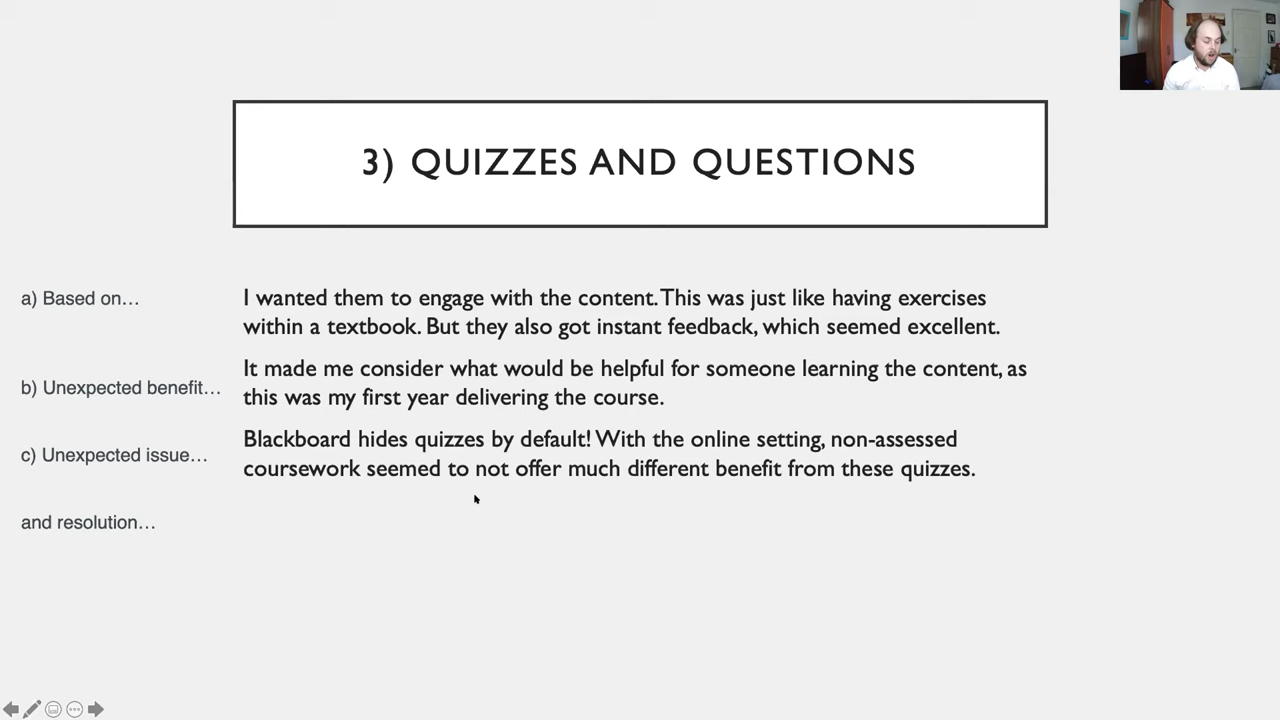 3) QUIZZES AND QUESTIONS
a) Based on…
I wanted them to engage with the content. This was just like having exercises
within a textbook. But they also got instant feedback, which seemed excellent.
b) Unexpected benefit…
It made me consider what would be helpful for someone learning the content, as
this was my first year delivering the course.
c) Unexpected issue…
Blackboard hides quizzes by default! With the online setting, non-assessed
coursework seemed to not offer much different benefit from these quizzes.
and resolution…